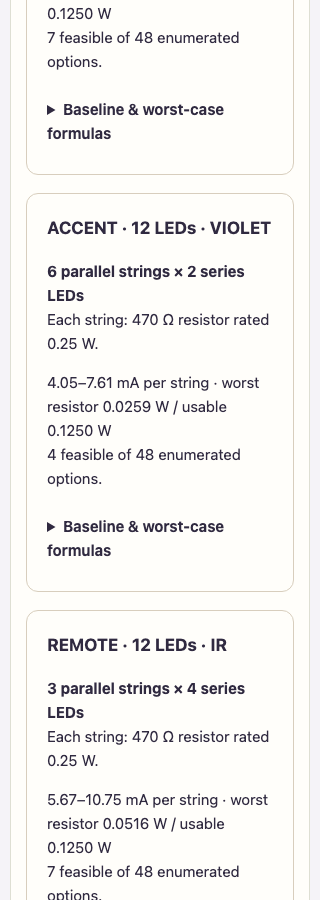 0.1250 W
7 feasible of 48 enumerated
options.
▶ Baseline & worst-case
formulas
ACCENT · 12 LEDs · VIOLET
6 parallel strings × 2 series
LEDs
Each string: 470 Ω resistor rated
0.25 W.
4.05–7.61 mA per string · worst
resistor 0.0259 W / usable
0.1250 W
4 feasible of 48 enumerated
options.
▶ Baseline & worst-case
formulas
REMOTE · 12 LEDs · IR
3 parallel strings × 4 series
LEDs
Each string: 470 Ω resistor rated
0.25 W.
5.67–10.75 mA per string · worst
resistor 0.0516 W / usable
0.1250 W
7 feasible of 48 enumerated
options.